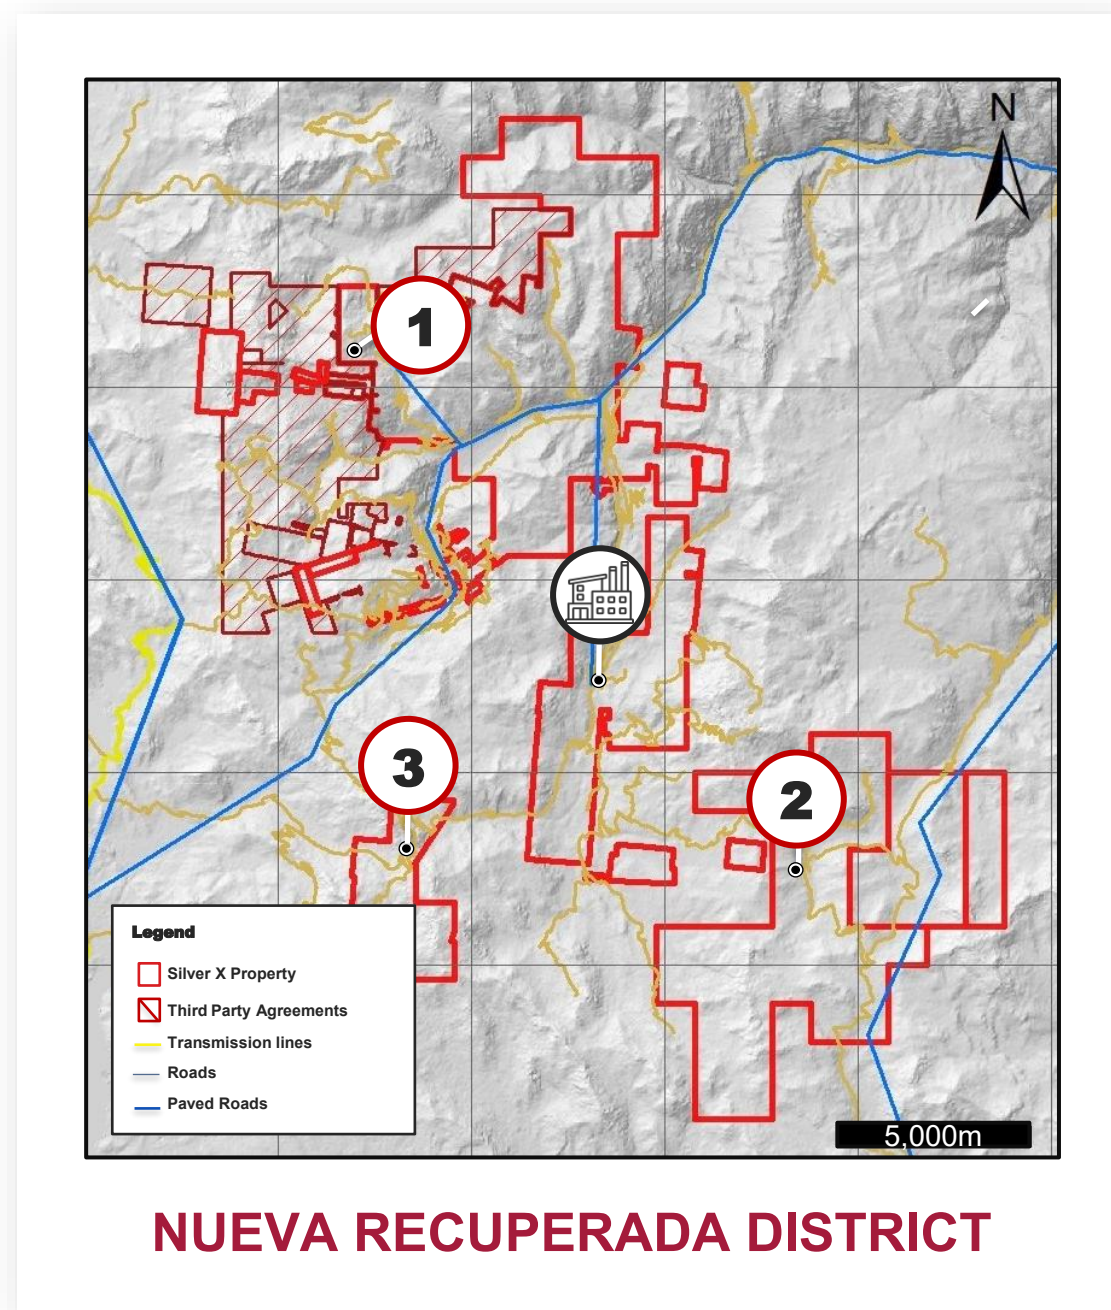 N
1
3
2
Legend
Silver X Property
Third Party Agreements
Transmission lines
Roads
Paved Roads
5,000m
NUEVA RECUPERADA DISTRICT